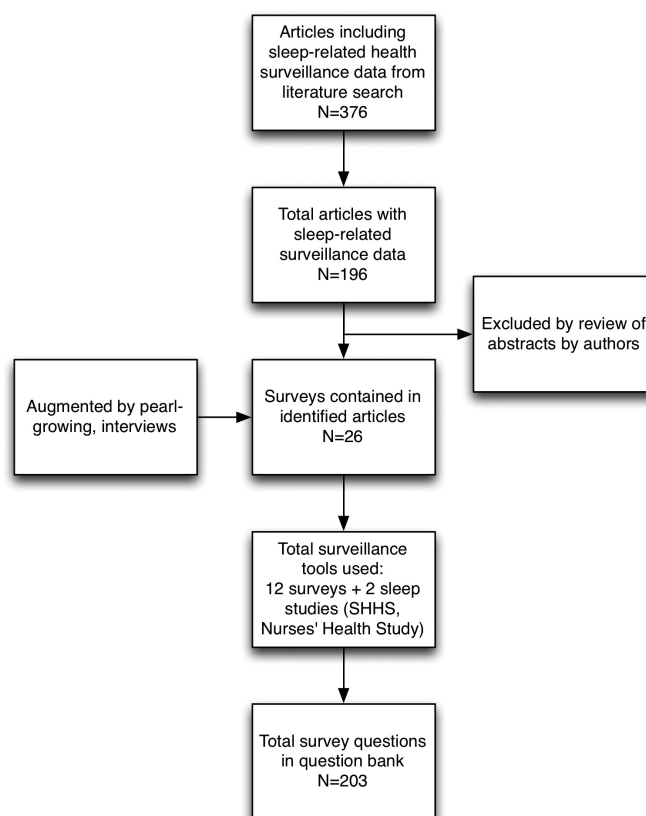 Articles including
sleep-related health
surveillance data from
literature search
N=376
Total articles with
sleep-related
surveillance data
N=196
Excluded by review of
abstracts by authors
Augmented by pearl-
growing, interviews
Surveys contained in
identified articles
N=26
Total surveillance
tools used:
12 surveys + 2 sleep
studies (SHHS,
Nurses' Health Study)
Total survey questions
in question bank
N=203